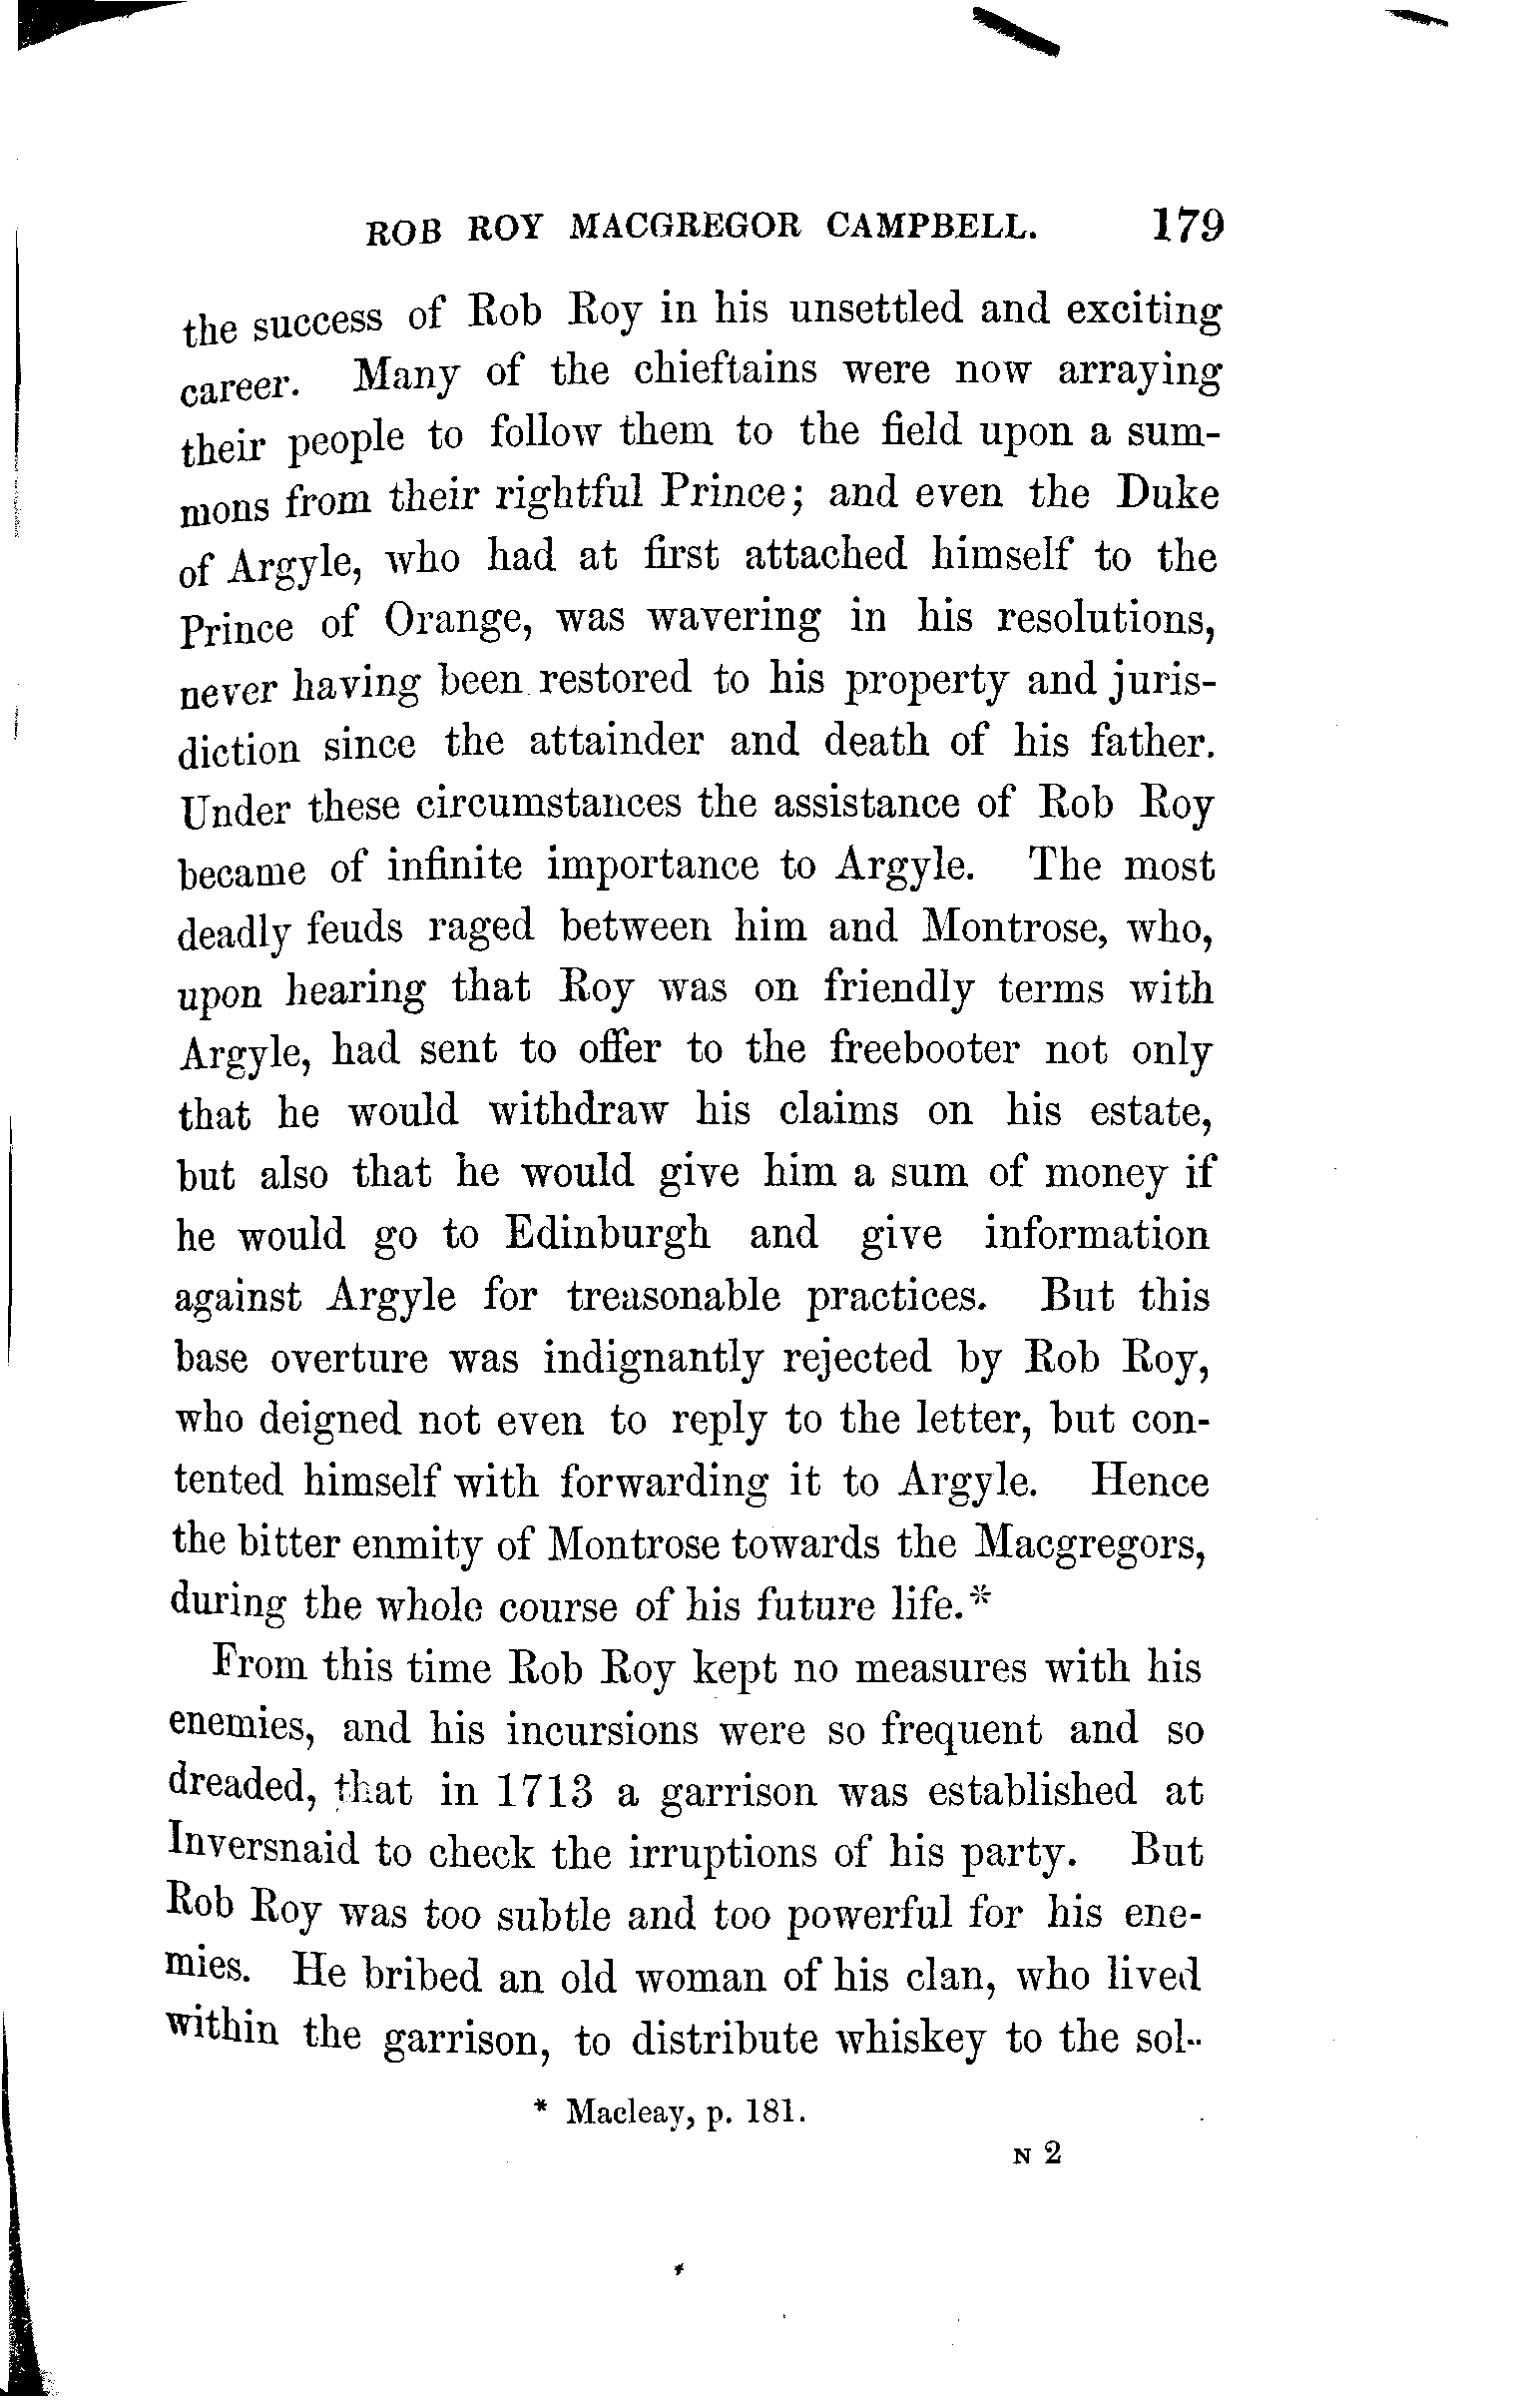 ROB ROY MACGREGOR CAMPBELL. 179
the success of Rob Roy in his unsettled and exciting
career. Many of the chieftains were now arraying
their people to follow them to the field upon a sum-
mons from their rightful Prince; and even the Duke
of Argyle, who had at first attached himself to the
Prince of Orange, was wavering in his resolutions,
never having been restored to his property and juris-
diction since the attainder and death of his father.
Under these circumstances the assistance of Rob Roy
became of infinite importance to Argyle. The most
deadly feuds raged between him and Montrose, who,
upon hearing that Roy was on friendly terms with
Argyle, had sent to offer to the freebooter not only
that he would withdraw his claims on his estate,
but also that he would give him a sum of money if
he would go to Edinburgh and give information
against Argyle for treasonable practices. But this
base overture was indignantly rejected by Rob Roy,
who deigned not even to reply to the letter, but con-
tented himself with forwarding it to Argyle. Hence
the bitter enmity of Montrose towards the Macgregors,
during the whole course of his future life.*
From this time Rob Roy kept no measures with his
enemies, and his incursions were so frequent and so
dreaded, that in 1713 a garrison was established at
Inversnaid to check the irruptions of his party. But
Rob Roy was too subtle and too powerful for his ene-
mies. He bribed an old woman of his clan, who lived
within the garrison, to distribute whiskey to the sol-
* Macleay, p. 181.
N 2